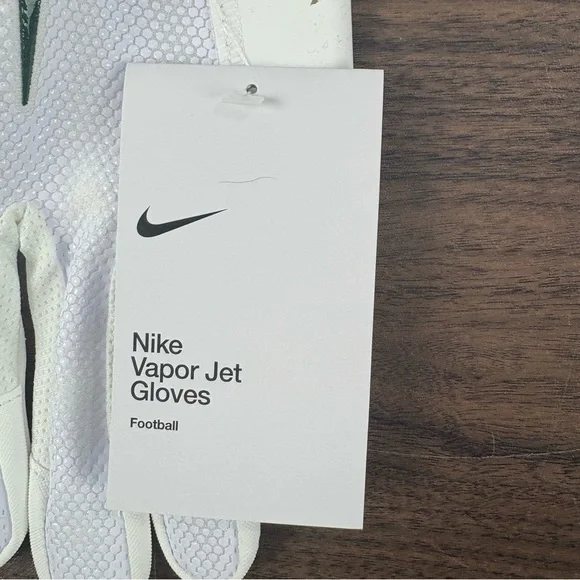 Nike
Vapor Jet
Gloves
Football